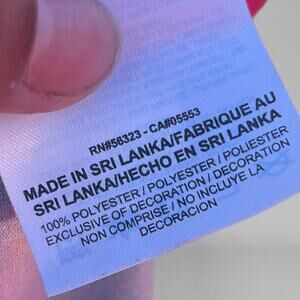 RN#56323 - CA#05553
MADE IN SRI LANKA/FABRIQUE AU
SRI LANKA/HECHO EN SRI LANKA
100% POLYESTER / POLYESTER / POLIESTER
EXCLUSIVE OF DECORATION / DECORATION
NON COMPRISE / NO INCLUYE LA
DECORACION